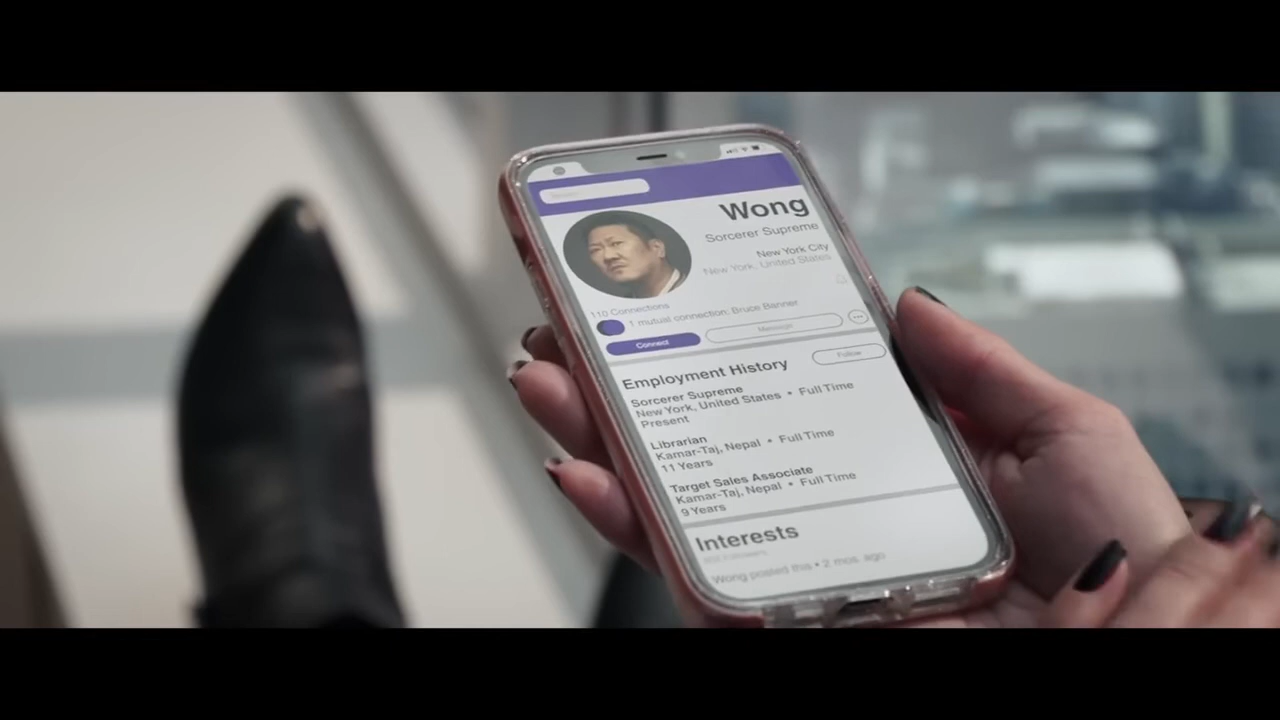 Wong
Sorcerer Supreme
New York City
New York, United States
110 Connections
1 mutual connection: Bruce Banner
Connect
Message
Employment History
Follow
Sorcerer Supreme
New York, United States • Full Time
Present
Librarian
Kamar-Taj, Nepal • Full Time
11 Years
Target Sales Associate
Kamar-Taj, Nepal • Full Time
9 Years
Interests
Wong posted this • 2 mos. ago